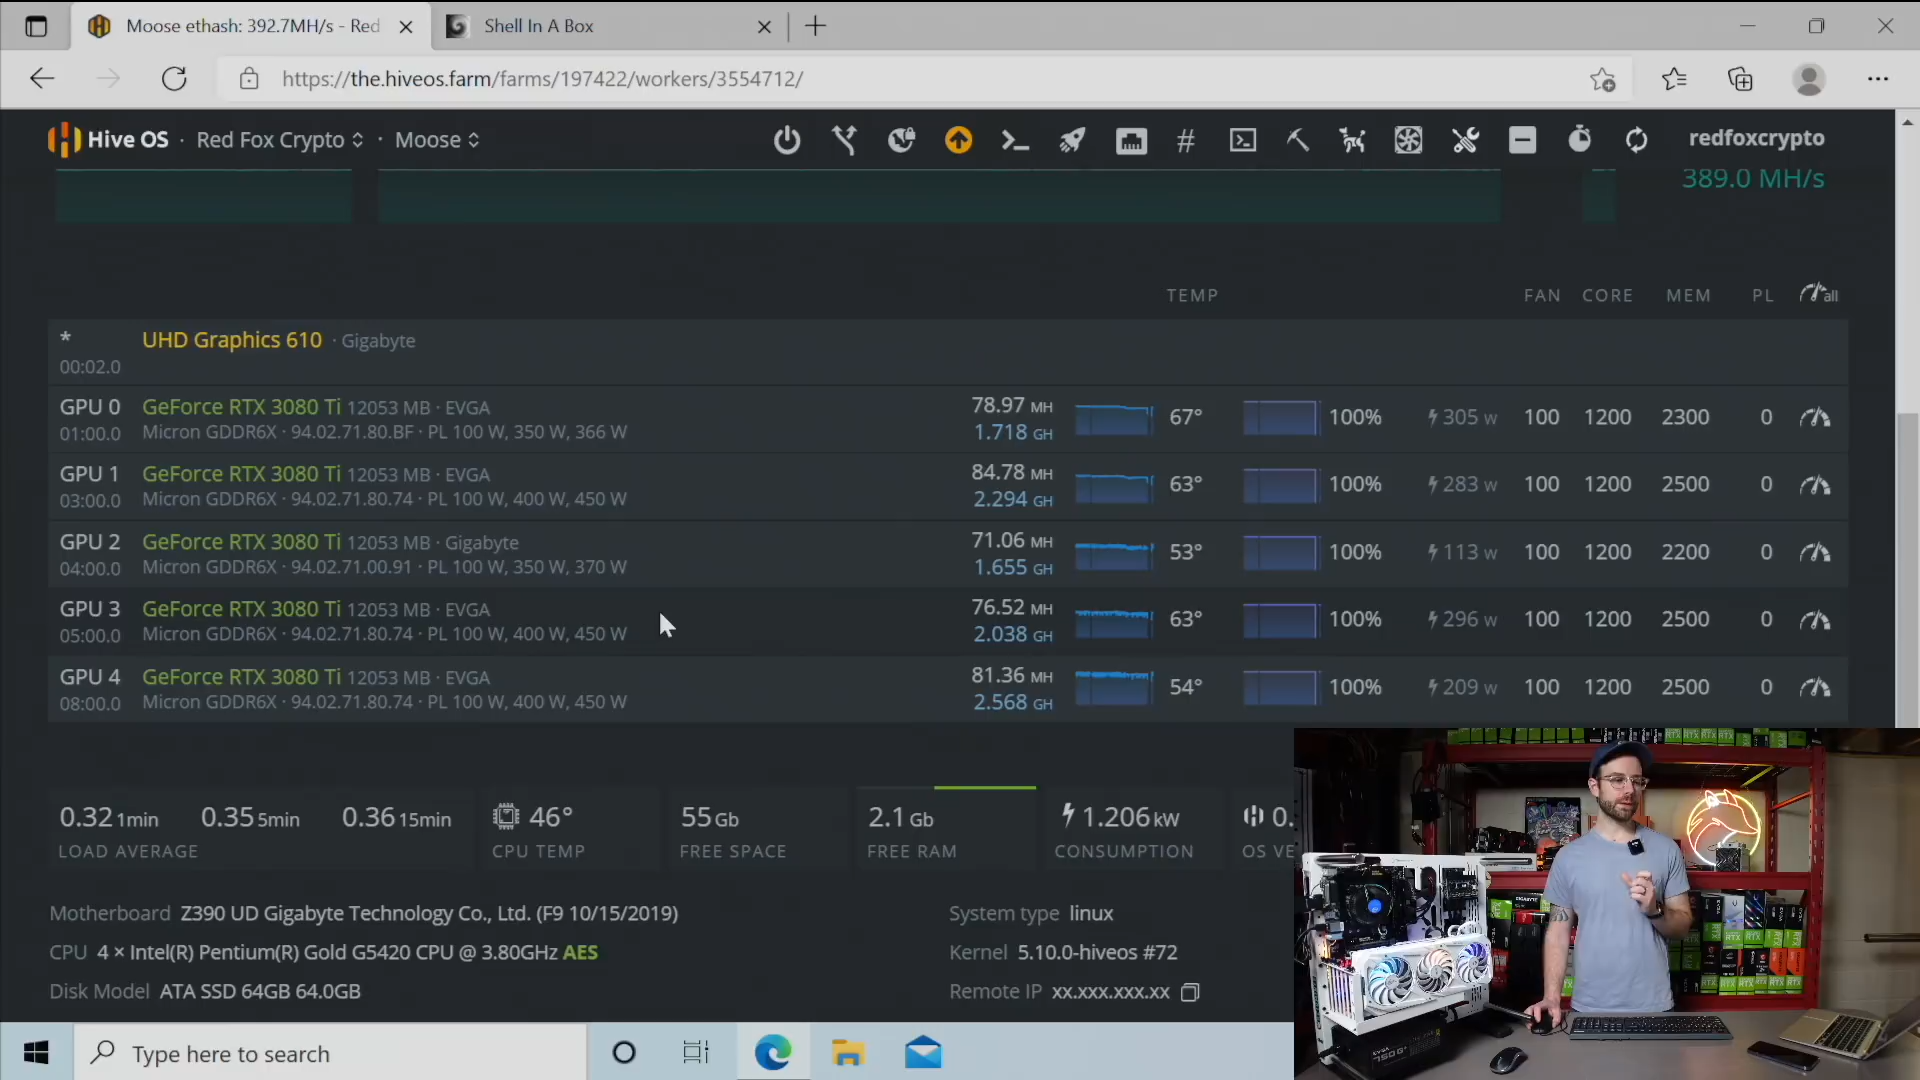 Moose ethash: 392.7MH/s - Red
Shell In A Box
https://the.hiveos.farm/farms/197422/workers/3554712/
Hive OS · Red Fox Crypto · Moose
redfoxcrypto
389.0 MH/s
TEMP FAN CORE MEM PL all
* UHD Graphics 610 · Gigabyte
00:02.0
GPU 0 GeForce RTX 3080 Ti 12053 MB · EVGA 78.97 MH 67° 100% 305 w 100 1200 2300 0
01:00.0 Micron GDDR6X · 94.02.71.80.BF · PL 100 W, 350 W, 366 W 1.718 GH
GPU 1 GeForce RTX 3080 Ti 12053 MB · EVGA 84.78 MH 63° 100% 283 w 100 1200 2500 0
03:00.0 Micron GDDR6X · 94.02.71.80.74 · PL 100 W, 400 W, 450 W 2.294 GH
GPU 2 GeForce RTX 3080 Ti 12053 MB · Gigabyte 71.06 MH 53° 100% 113 w 100 1200 2200 0
04:00.0 Micron GDDR6X · 94.02.71.00.91 · PL 100 W, 350 W, 370 W 1.655 GH
GPU 3 GeForce RTX 3080 Ti 12053 MB · EVGA 76.52 MH 63° 100% 296 w 100 1200 2500 0
05:00.0 Micron GDDR6X · 94.02.71.80.74 · PL 100 W, 400 W, 450 W 2.038 GH
GPU 4 GeForce RTX 3080 Ti 12053 MB · EVGA 81.36 MH 54° 100% 209 w 100 1200 2500 0
08:00.0 Micron GDDR6X · 94.02.71.80.74 · PL 100 W, 400 W, 450 W 2.568 GH
0.32 1min 0.35 5min 0.36 15min 46° 55 Gb 2.1 Gb 1.206 kW 0.
LOAD AVERAGE CPU TEMP FREE SPACE FREE RAM CONSUMPTION OS VE
Motherboard Z390 UD Gigabyte Technology Co., Ltd. (F9 10/15/2019)
System type linux
CPU 4 × Intel(R) Pentium(R) Gold G5420 CPU @ 3.80GHz AES
Kernel 5.10.0-hiveos #72
Disk Model ATA SSD 64GB 64.0GB
Remote IP xx.xxx.xxx.xx
Type here to search